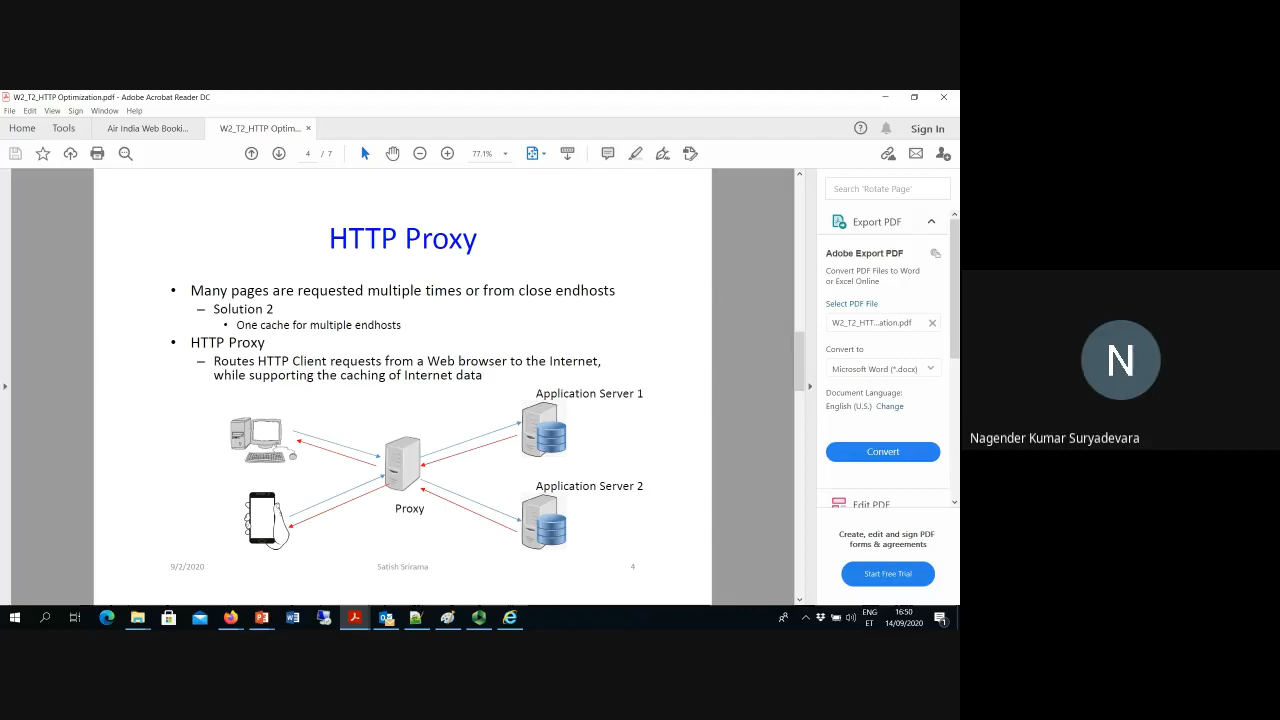 W2_T2_HTTP Optimization.pdf - Adobe Acrobat Reader DC
File Edit View Sign Window Help
Home Tools Air India Web Booki... W2_T2_HTTP Optim... × Sign In
4 / 7 77.1%
Search 'Rotate Page'
Export PDF
Adobe Export PDF
Convert PDF Files to Word
or Excel Online
Select PDF File
W2_T2_HTT...ation.pdf
Convert to
Microsoft Word (*.docx)
Document Language:
English (U.S.) Change
Convert
Edit PDF
Create, edit and sign PDF
forms & agreements
Start Free Trial
HTTP Proxy
• Many pages are requested multiple times or from close endhosts
– Solution 2
• One cache for multiple endhosts
• HTTP Proxy
– Routes HTTP Client requests from a Web browser to the Internet,
while supporting the caching of Internet data
Application Server 1
Application Server 2
Proxy
9/2/2020 Satish Srirama 4
ENG 16:50
ET 14/09/2020
1
N
Nagender Kumar Suryadevara